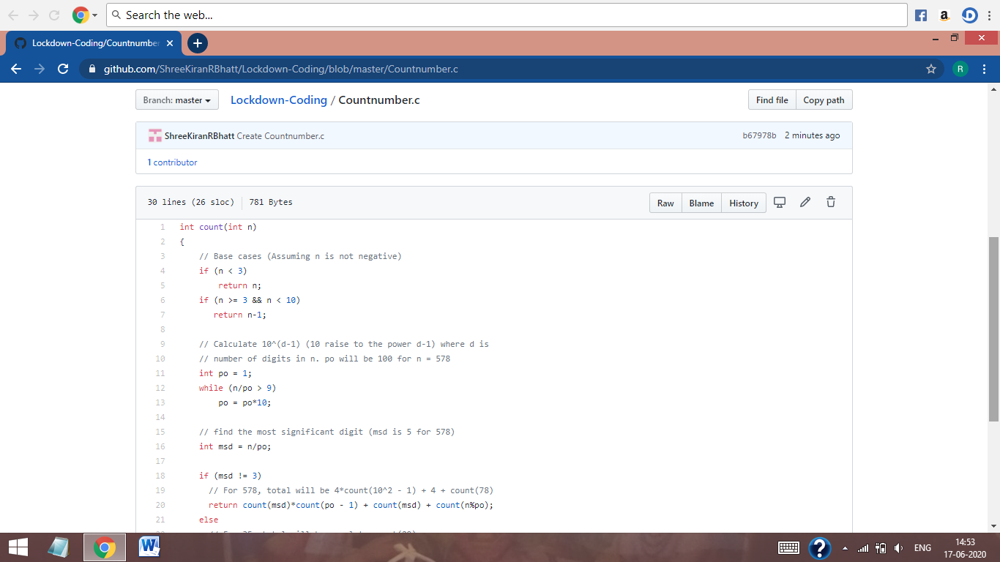 Search the web...
Lockdown-Coding/Countnumber
github.com/ShreeKiranRBhatt/Lockdown-Coding/blob/master/Countnumber.c
R
Branch: master
Lockdown-Coding / Countnumber.c
Find file
Copy path
ShreeKiranRBhatt Create Countnumber.c
b67978b 2 minutes ago
1 contributor
30 lines (26 sloc) 781 Bytes
Raw
Blame
History
1 int count(int n)
2 {
3 // Base cases (Assuming n is not negative)
4 if (n < 3)
5 return n;
6 if (n >= 3 && n < 10)
7 return n-1;
8
9 // Calculate 10^(d-1) (10 raise to the power d-1) where d is
10 // number of digits in n. po will be 100 for n = 578
11 int po = 1;
12 while (n/po > 9)
13 po = po*10;
14
15 // find the most significant digit (msd is 5 for 578)
16 int msd = n/po;
17
18 if (msd != 3)
19 // For 578, total will be 4*count(10^2 - 1) + 4 + count(78)
20 return count(msd)*count(po - 1) + count(msd) + count(n%po);
21 else
ENG
14:53
17-06-2020